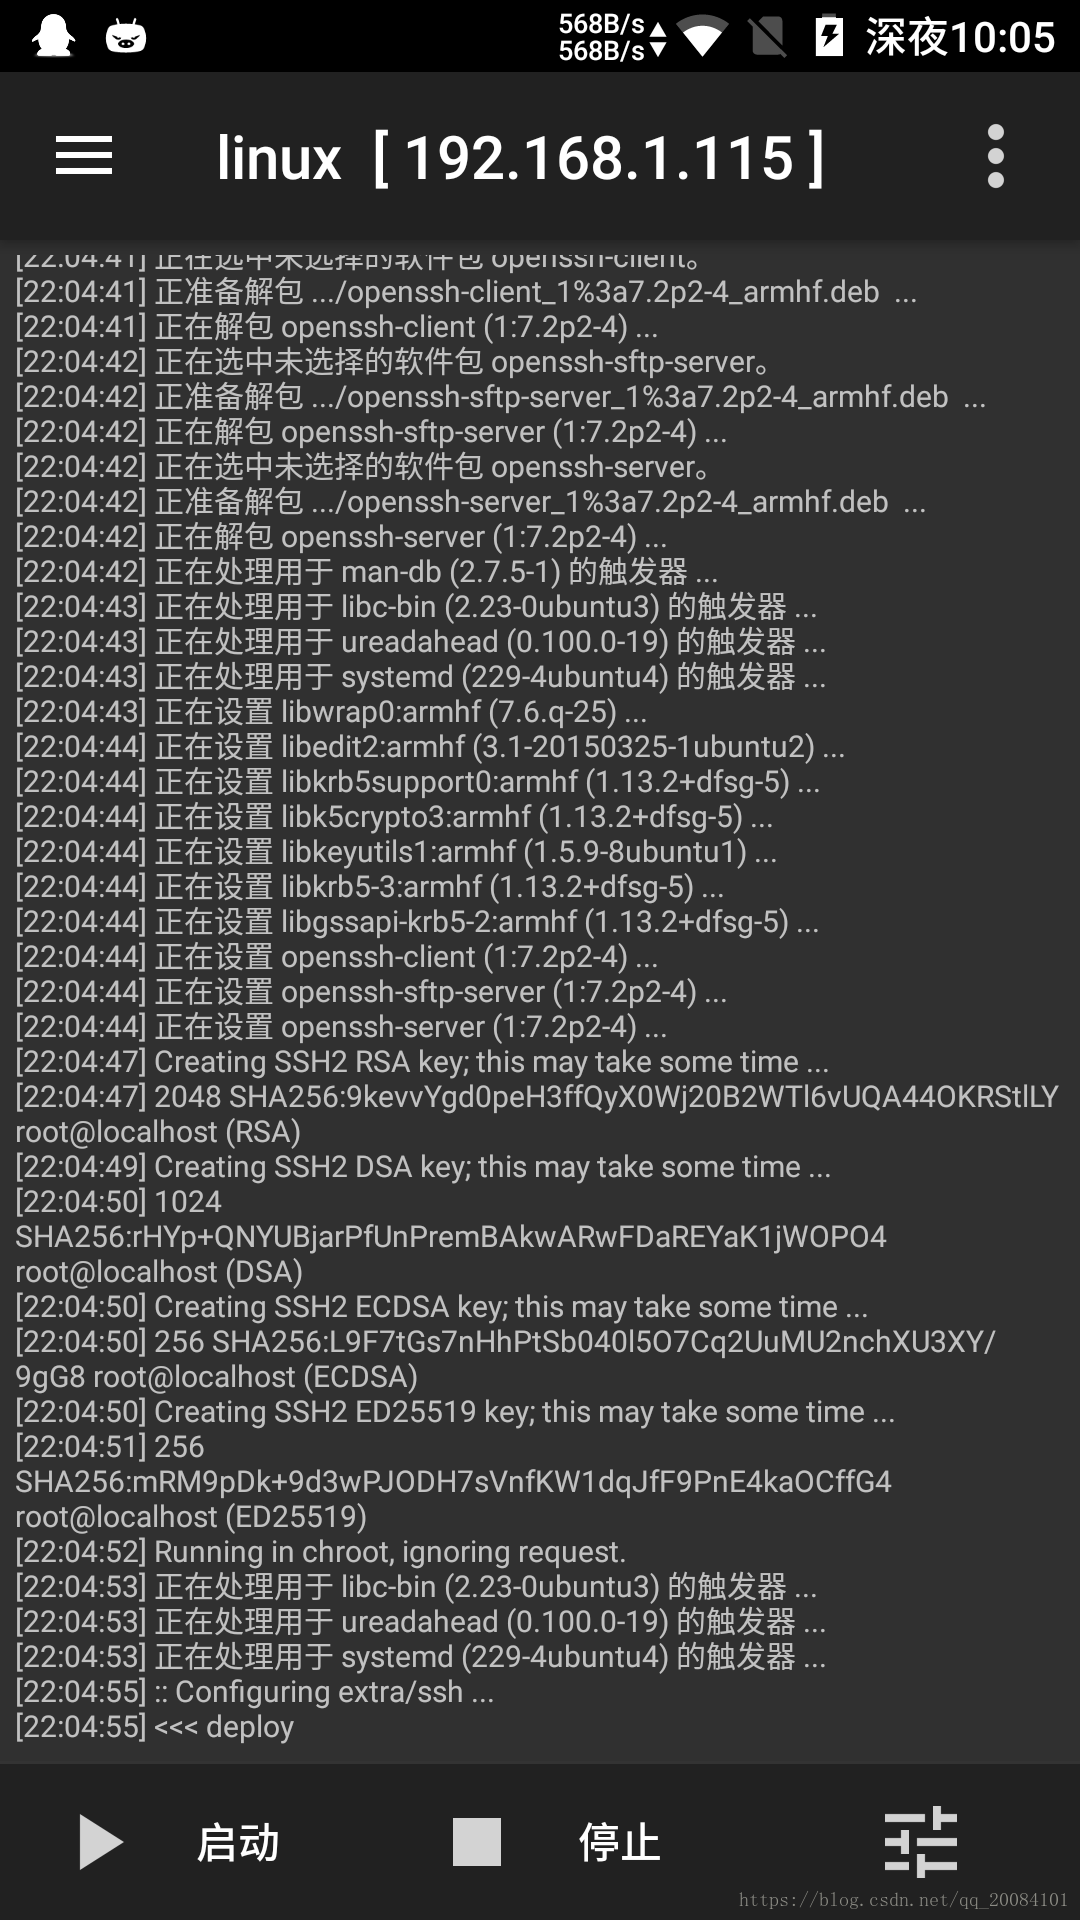 568B/s
568B/s
深夜10:05
linux [ 192.168.1.115 ]
[22:04:41] 正在选中未选择的软件包 openssh-client。
[22:04:41] 正准备解包 .../openssh-client_1%3a7.2p2-4_armhf.deb ...
[22:04:41] 正在解包 openssh-client (1:7.2p2-4) ...
[22:04:42] 正在选中未选择的软件包 openssh-sftp-server。
[22:04:42] 正准备解包 .../openssh-sftp-server_1%3a7.2p2-4_armhf.deb ...
[22:04:42] 正在解包 openssh-sftp-server (1:7.2p2-4) ...
[22:04:42] 正在选中未选择的软件包 openssh-server。
[22:04:42] 正准备解包 .../openssh-server_1%3a7.2p2-4_armhf.deb ...
[22:04:42] 正在解包 openssh-server (1:7.2p2-4) ...
[22:04:42] 正在处理用于 man-db (2.7.5-1) 的触发器 ...
[22:04:43] 正在处理用于 libc-bin (2.23-0ubuntu3) 的触发器 ...
[22:04:43] 正在处理用于 ureadahead (0.100.0-19) 的触发器 ...
[22:04:43] 正在处理用于 systemd (229-4ubuntu4) 的触发器 ...
[22:04:43] 正在设置 libwrap0:armhf (7.6.q-25) ...
[22:04:44] 正在设置 libedit2:armhf (3.1-20150325-1ubuntu2) ...
[22:04:44] 正在设置 libkrb5support0:armhf (1.13.2+dfsg-5) ...
[22:04:44] 正在设置 libk5crypto3:armhf (1.13.2+dfsg-5) ...
[22:04:44] 正在设置 libkeyutils1:armhf (1.5.9-8ubuntu1) ...
[22:04:44] 正在设置 libkrb5-3:armhf (1.13.2+dfsg-5) ...
[22:04:44] 正在设置 libgssapi-krb5-2:armhf (1.13.2+dfsg-5) ...
[22:04:44] 正在设置 openssh-client (1:7.2p2-4) ...
[22:04:44] 正在设置 openssh-sftp-server (1:7.2p2-4) ...
[22:04:44] 正在设置 openssh-server (1:7.2p2-4) ...
[22:04:47] Creating SSH2 RSA key; this may take some time ...
[22:04:47] 2048 SHA256:9kevvYgd0peH3ffQyX0Wj20B2WTl6vUQA44OKRStlLY
root@localhost (RSA)
[22:04:49] Creating SSH2 DSA key; this may take some time ...
[22:04:50] 1024
SHA256:rHYp+QNYUBjarPfUnPremBAkwARwFDaREYaK1jWOPO4
root@localhost (DSA)
[22:04:50] Creating SSH2 ECDSA key; this may take some time ...
[22:04:50] 256 SHA256:L9F7tGs7nHhPtSb040l5O7Cq2UuMU2nchXU3XY/
9gG8 root@localhost (ECDSA)
[22:04:50] Creating SSH2 ED25519 key; this may take some time ...
[22:04:51] 256
SHA256:mRM9pDk+9d3wPJODH7sVnfKW1dqJfF9PnE4kaOCffG4
root@localhost (ED25519)
[22:04:52] Running in chroot, ignoring request.
[22:04:53] 正在处理用于 libc-bin (2.23-0ubuntu3) 的触发器 ...
[22:04:53] 正在处理用于 ureadahead (0.100.0-19) 的触发器 ...
[22:04:53] 正在处理用于 systemd (229-4ubuntu4) 的触发器 ...
[22:04:55] :: Configuring extra/ssh ...
[22:04:55] <<< deploy
启动
停止
https://blog.csdn.net/qq_20084101